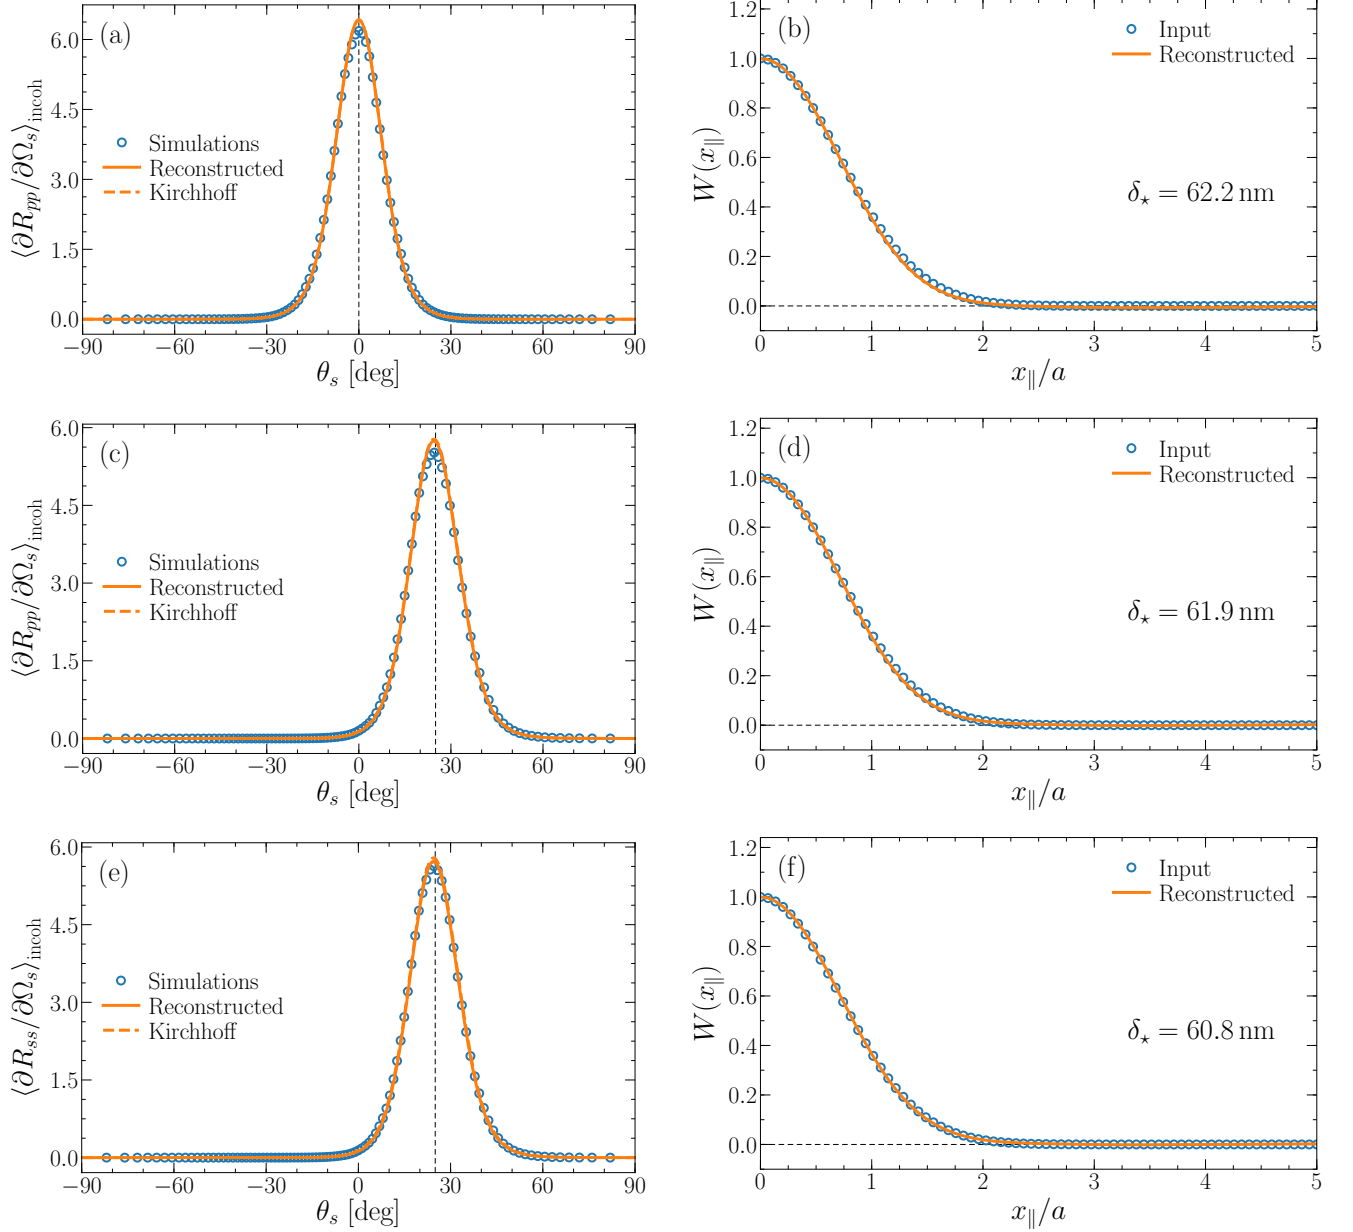 (a)
⟨∂R_pp/∂Ω_s⟩_incoh
6.0
4.5
3.0
1.5
0.0
Simulations
Reconstructed
Kirchhoff
−90 −60 −30 0 30 60 90
θ_s [deg]
(b)
W(x_∥)
1.2
1.0
0.8
0.6
0.4
0.2
0.0
Input
Reconstructed
δ⋆ = 62.2 nm
0 1 2 3 4 5
x_∥/a
(c)
⟨∂R_pp/∂Ω_s⟩_incoh
6.0
4.5
3.0
1.5
0.0
Simulations
Reconstructed
Kirchhoff
−90 −60 −30 0 30 60 90
θ_s [deg]
(d)
W(x_∥)
1.2
1.0
0.8
0.6
0.4
0.2
0.0
Input
Reconstructed
δ⋆ = 61.9 nm
0 1 2 3 4 5
x_∥/a
(e)
⟨∂R_ss/∂Ω_s⟩_incoh
6.0
4.5
3.0
1.5
0.0
Simulations
Reconstructed
Kirchhoff
−90 −60 −30 0 30 60 90
θ_s [deg]
(f)
W(x_∥)
1.2
1.0
0.8
0.6
0.4
0.2
0.0
Input
Reconstructed
δ⋆ = 60.8 nm
0 1 2 3 4 5
x_∥/a